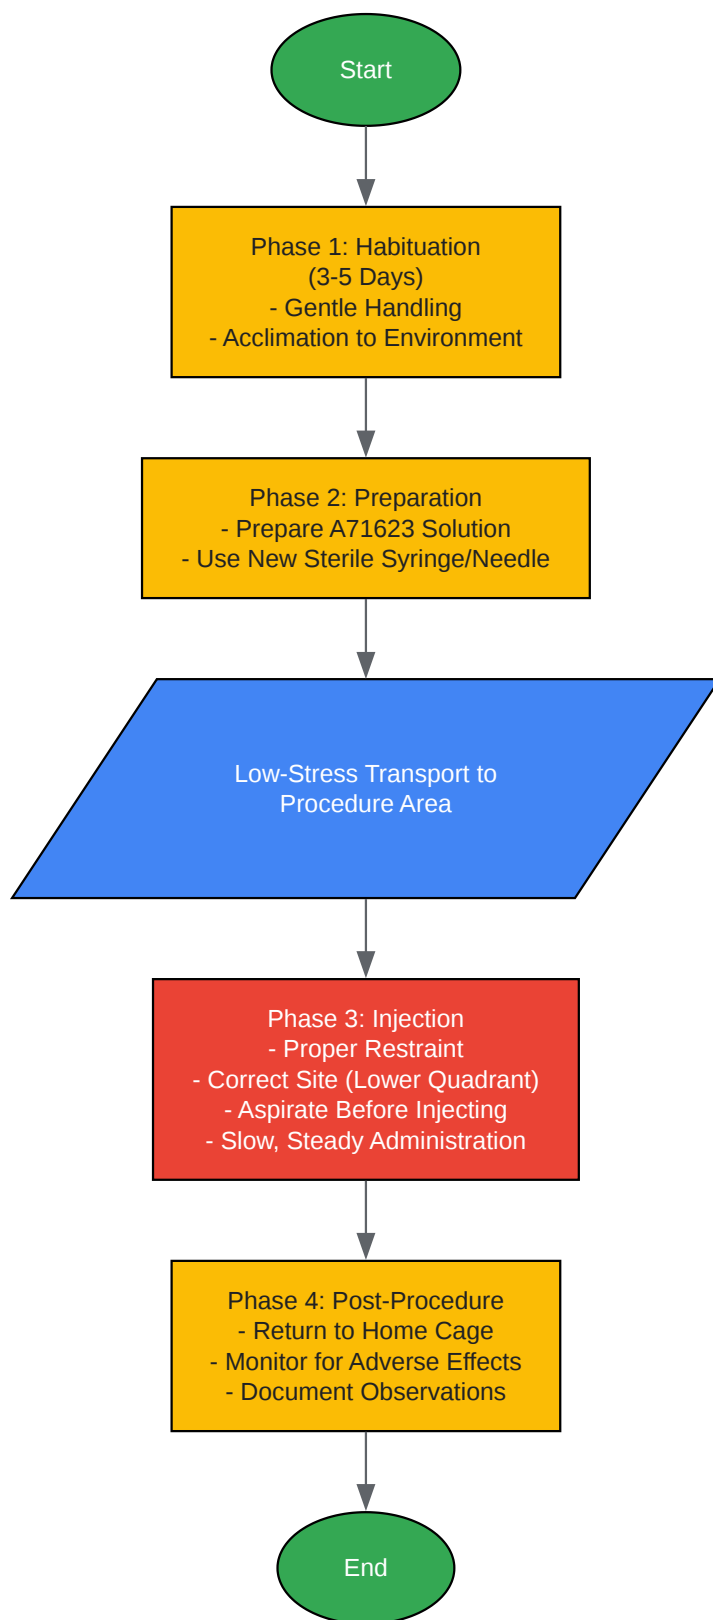 Start
Phase 1: Habituation
(3-5 Days)
- Gentle Handling
- Acclimation to Environment
Phase 2: Preparation
- Prepare A71623 Solution
- Use New Sterile Syringe/Needle
Low-Stress Transport to
Procedure Area
Phase 3: Injection
- Proper Restraint
- Correct Site (Lower Quadrant)
- Aspirate Before Injecting
- Slow, Steady Administration
Phase 4: Post-Procedure
- Return to Home Cage
- Monitor for Adverse Effects
- Document Observations
End